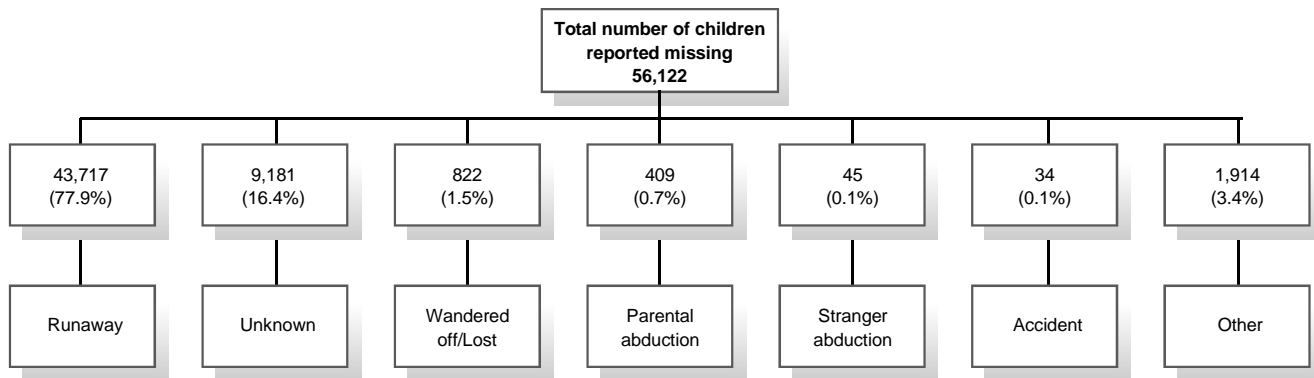 Total number of children
reported missing
56,122
43,717
(77.9%)
9,181
(16.4%)
822
(1.5%)
409
(0.7%)
45
(0.1%)
34
(0.1%)
1,914
(3.4%)
Runaway
Unknown
Wandered
off/Lost
Parental
abduction
Stranger
abduction
Accident
Other